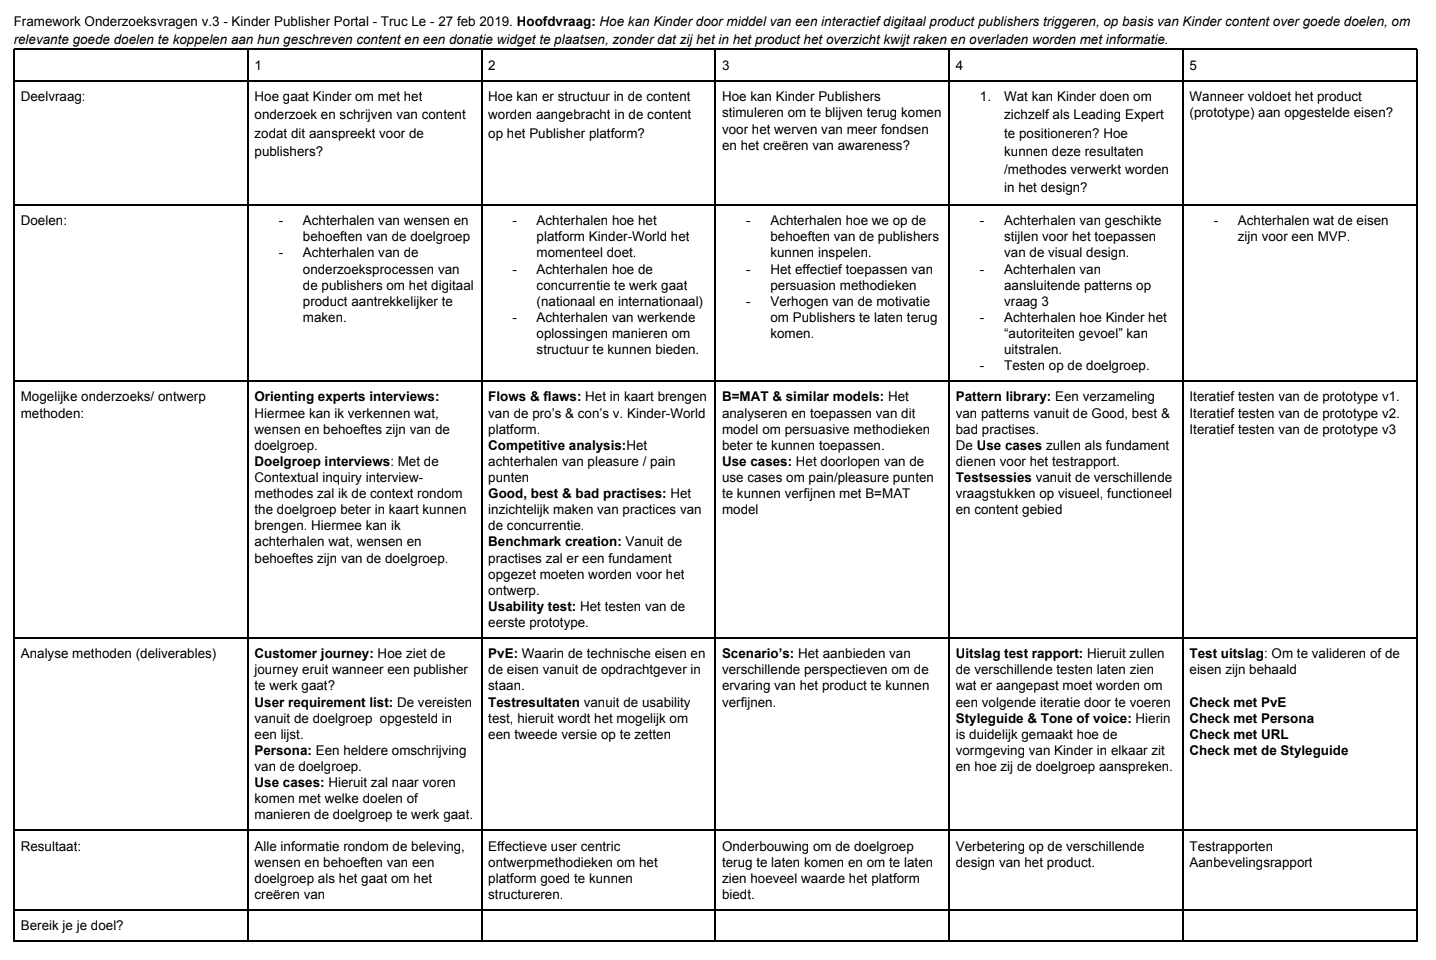 Framework Onderzoeksvragen v.3 - Kinder Publisher Portal - Truc Le - 27 feb 2019. Hoofdvraag: Hoe kan Kinder door middel van een interactief digitaal product publishers triggeren, op basis van Kinder content over goede doelen, om
relevante goede doelen te koppelen aan hun geschreven content en een donatie widget te plaatsen, zonder dat zij het in het product het overzicht kwijt raken en overladen worden met informatie.
1
2
3
4
5
Deelvraag:
Hoe gaat Kinder om met het
onderzoek en schrijven van content
zodat dit aanspreekt voor de
publishers?
Hoe kan er structuur in de content
worden aangebracht in de content
op het Publisher platform?
Hoe kan Kinder Publishers
stimuleren om te blijven terug komen
voor het werven van meer fondsen
en het creëren van awareness?
1. Wat kan Kinder doen om
zichzelf als Leading Expert
te positioneren? Hoe
kunnen deze resultaten
/methodes verwerkt worden
in het design?
Wanneer voldoet het product
(prototype) aan opgestelde eisen?
Doelen:
- Achterhalen van wensen en
behoeften van de doelgroep
- Achterhalen van de
onderzoeksprocessen van
de publishers om het digitaal
product aantrekkelijker te
maken.
- Achterhalen hoe het
platform Kinder-World het
momenteel doet.
- Achterhalen hoe de
concurrentie te werk gaat
(nationaal en internationaal)
- Achterhalen van werkende
oplossingen manieren om
structuur te kunnen bieden.
- Achterhalen hoe we op de
behoeften van de publishers
kunnen inspelen.
- Het effectief toepassen van
persuasion methodieken
- Verhogen van de motivatie
om Publishers te laten terug
komen.
- Achterhalen van geschikte
stijlen voor het toepassen
van de visual design.
- Achterhalen van
aansluitende patterns op
vraag 3
- Achterhalen hoe Kinder het
“autoriteiten gevoel” kan
uitstralen.
- Testen op de doelgroep.
- Achterhalen wat de eisen
zijn voor een MVP.
Mogelijke onderzoeks/ ontwerp
methoden:
Orienting experts interviews:
Hiermee kan ik verkennen wat,
wensen en behoeftes zijn van de
doelgroep.
Doelgroep interviews: Met de
Contextual inquiry interview-
methodes zal ik de context rondom
the doelgroep beter in kaart kunnen
brengen. Hiermee kan ik
achterhalen wat, wensen en
behoeftes zijn van de doelgroep.
Flows & flaws: Het in kaart brengen
van de pro’s & con’s v. Kinder-World
platform.
Competitive analysis:Het
achterhalen van pleasure / pain
punten
Good, best & bad practises: Het
inzichtelijk maken van practices van
de concurrentie.
Benchmark creation: Vanuit de
practises zal er een fundament
opgezet moeten worden voor het
ontwerp.
Usability test: Het testen van de
eerste prototype.
B=MAT & similar models: Het
analyseren en toepassen van dit
model om persuasive methodieken
beter te kunnen toepassen.
Use cases: Het doorlopen van de
use cases om pain/pleasure punten
te kunnen verfijnen met B=MAT
model
Pattern library: Een verzameling
van patterns vanuit de Good, best &
bad practises.
De Use cases zullen als fundament
dienen voor het testrapport.
Testsessies vanuit de verschillende
vraagstukken op visueel, functioneel
en content gebied
Iteratief testen van de prototype v1.
Iteratief testen van de prototype v2.
Iteratief testen van de prototype v3
Analyse methoden (deliverables)
Customer journey: Hoe ziet de
journey eruit wanneer een publisher
te werk gaat?
User requirement list: De vereisten
vanuit de doelgroep opgesteld in
een lijst.
Persona: Een heldere omschrijving
van de doelgroep.
Use cases: Hieruit zal naar voren
komen met welke doelen of
manieren de doelgroep te werk gaat.
PvE: Waarin de technische eisen en
de eisen vanuit de opdrachtgever in
staan.
Testresultaten vanuit de usability
test, hieruit wordt het mogelijk om
een tweede versie op te zetten
Scenario’s: Het aanbieden van
verschillende perspectieven om de
ervaring van het product te kunnen
verfijnen.
Uitslag test rapport: Hieruit zullen
de verschillende testen laten zien
wat er aangepast moet worden om
een volgende iteratie door te voeren
Styleguide & Tone of voice: Hierin
is duidelijk gemaakt hoe de
vormgeving van Kinder in elkaar zit
en hoe zij de doelgroep aanspreken.
Test uitslag: Om te valideren of de
eisen zijn behaald
Check met PvE
Check met Persona
Check met URL
Check met de Styleguide
Resultaat:
Alle informatie rondom de beleving,
wensen en behoeften van een
doelgroep als het gaat om het
creëren van
Effectieve user centric
ontwerpmethodieken om het
platform goed te kunnen
structureren.
Onderbouwing om de doelgroep
terug te laten komen en om te laten
zien hoeveel waarde het platform
biedt.
Verbetering op de verschillende
design van het product.
Testrapporten
Aanbevelingsrapport
Bereik je je doel?